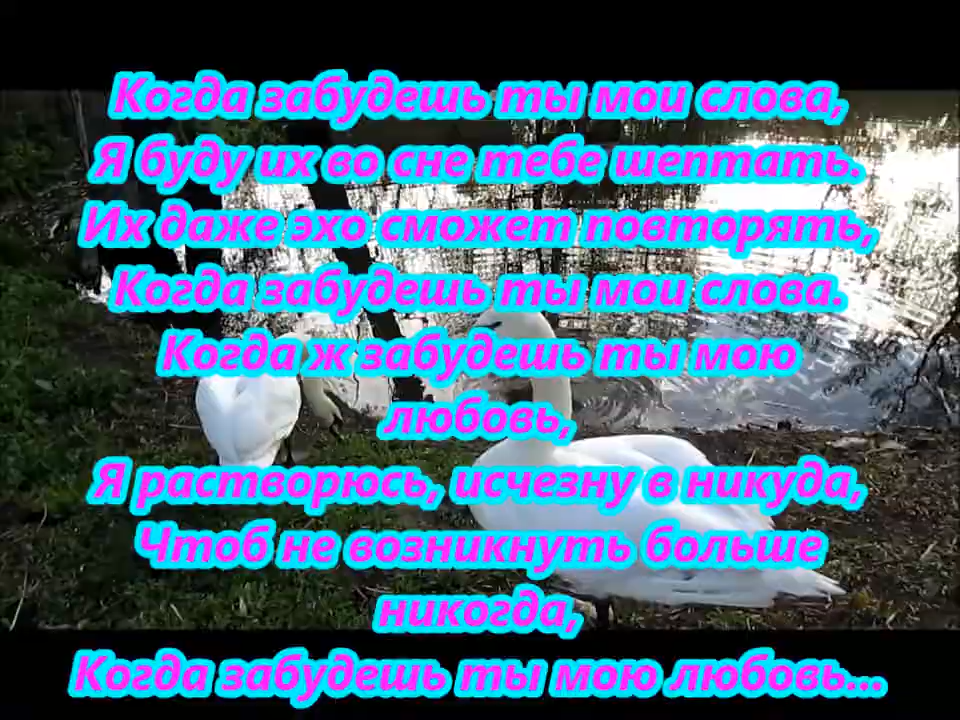 Когда забудешь ты мои слова,
Я буду их во сне тебе шептать.
Их даже эхо сможет повторять,
Когда забудешь ты мои слова.
Когда ж забудешь ты мою
любовь,
Я растворюсь, исчезну в никуда,
Чтоб не возникнуть больше
никогда,
Когда забудешь ты мою любовь...